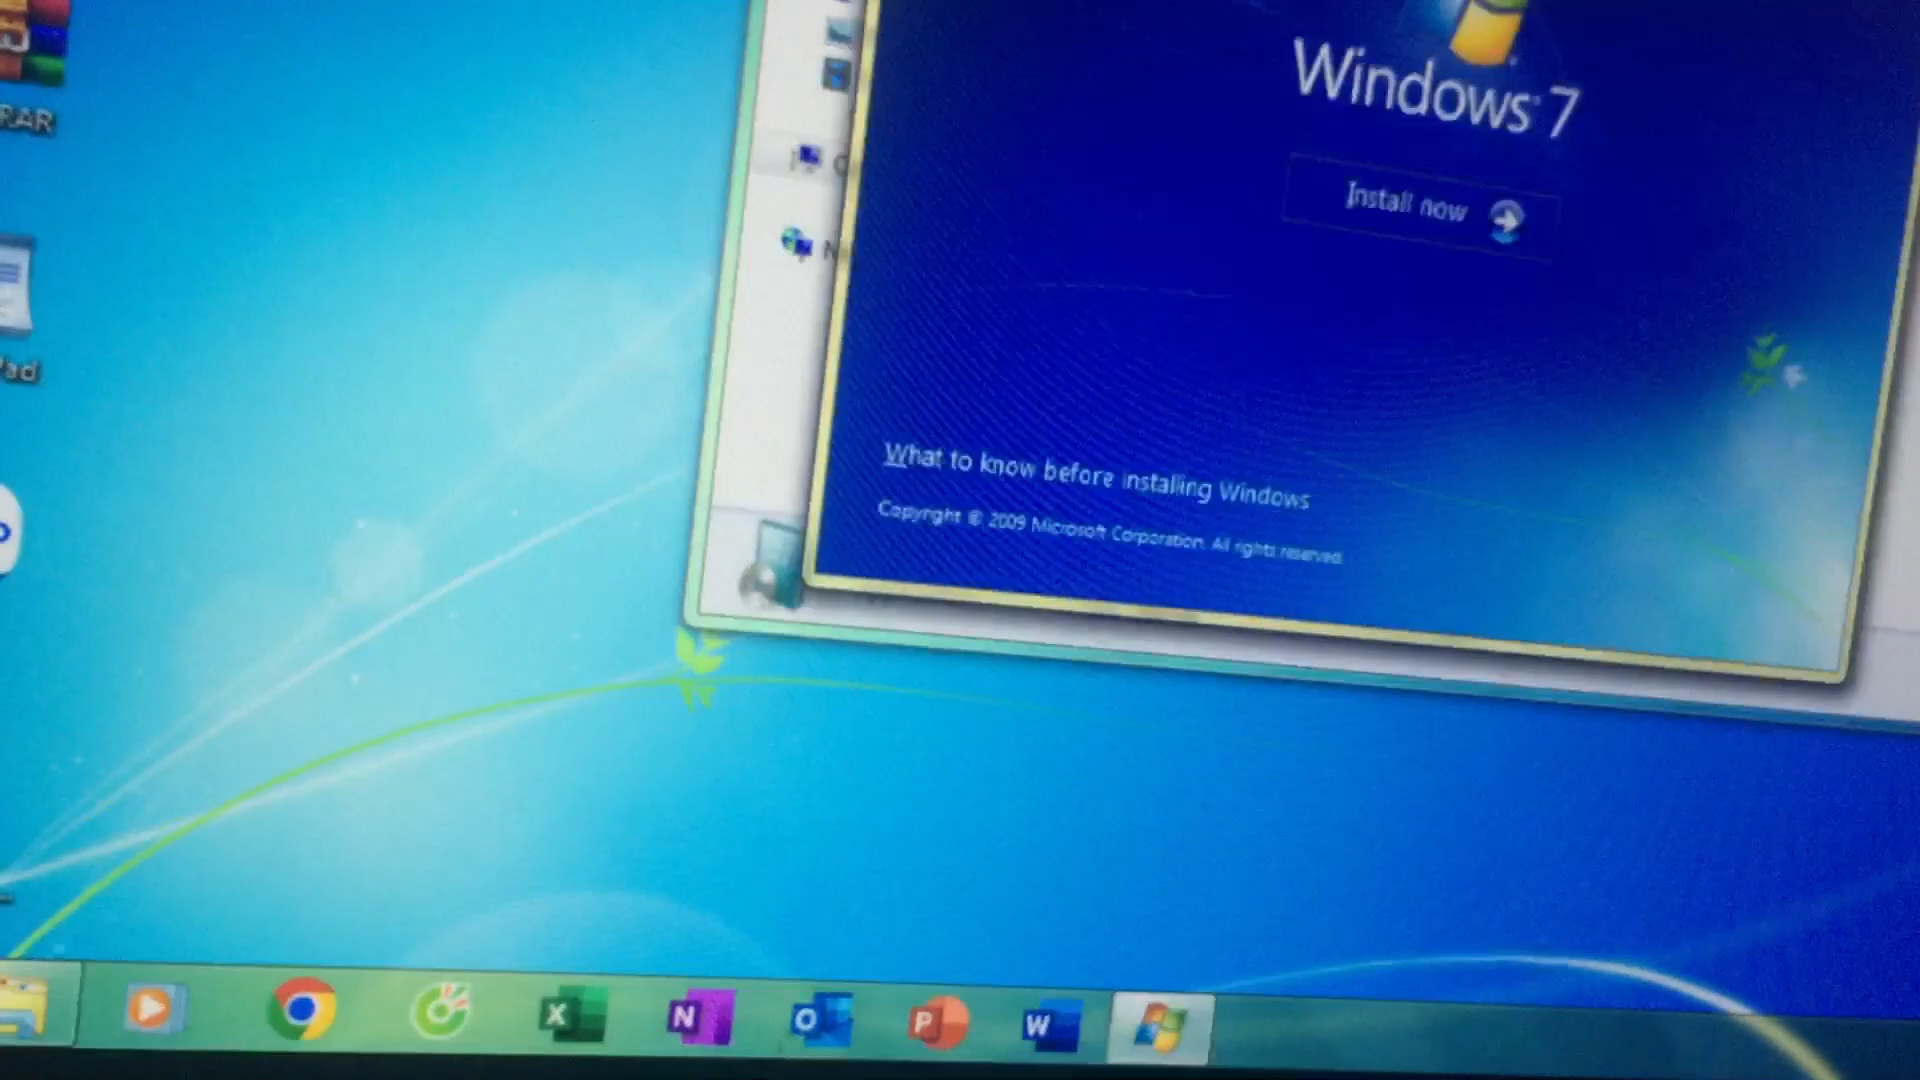 Windows 7
Install now
What to know before installing Windows
Copyright © 2009 Microsoft Corporation. All rights reserved.
RAR
Pad
X
N
O
P
W